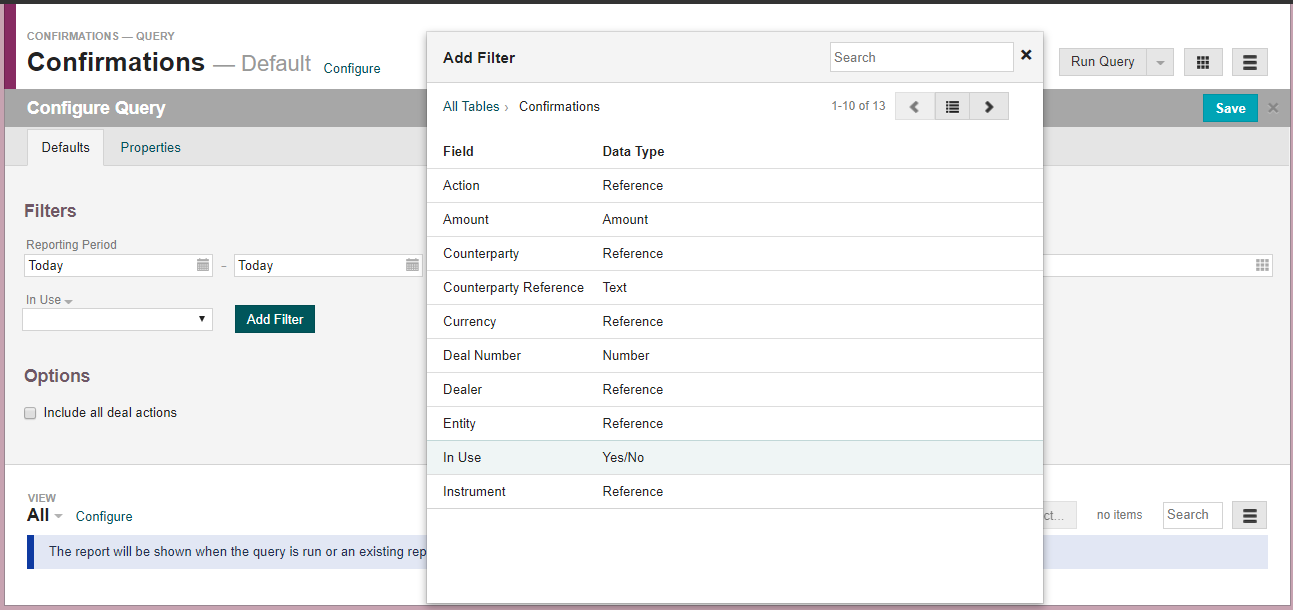 CONFIRMATIONS — QUERY
Confirmations — Default Configure
Run Query
Configure Query
Save
Defaults Properties
Filters
Reporting Period
Today – Today
In Use
Add Filter
Options
Include all deal actions
VIEW
All Configure
ct... no items Search
The report will be shown when the query is run or an existing rep
Add Filter Search
All Tables › Confirmations 1-10 of 13
Field Data Type
Action Reference
Amount Amount
Counterparty Reference
Counterparty Reference Text
Currency Reference
Deal Number Number
Dealer Reference
Entity Reference
In Use Yes/No
Instrument Reference